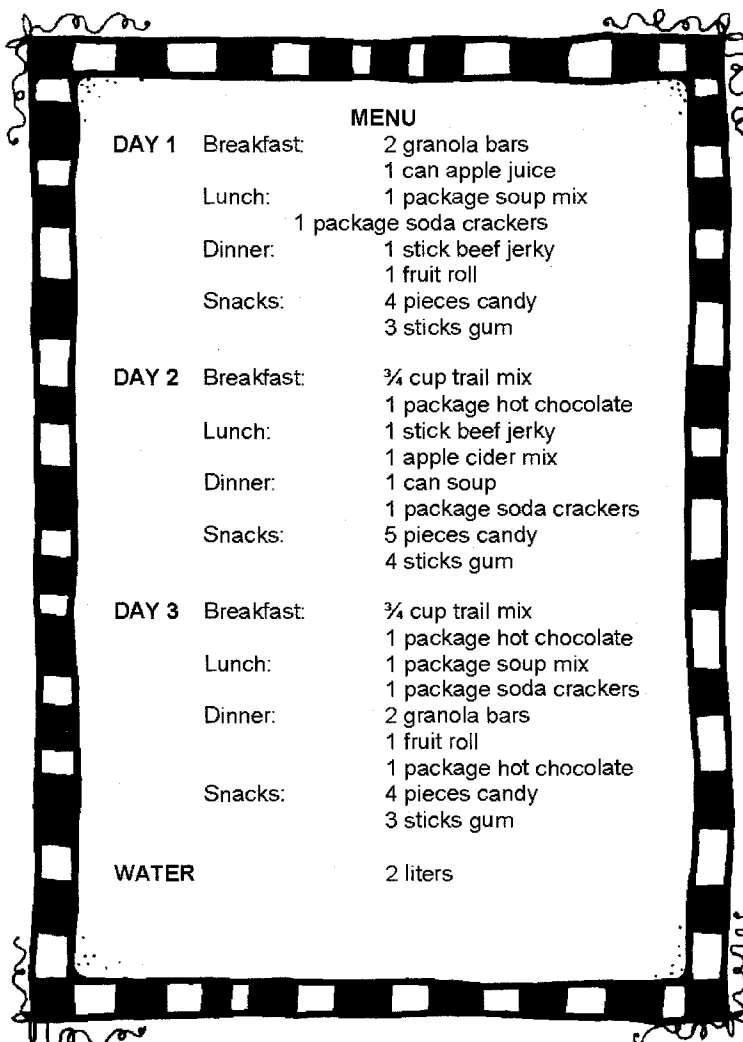 MENU
DAY 1 Breakfast: 2 granola bars
1 can apple juice
Lunch: 1 package soup mix
1 package soda crackers
Dinner: 1 stick beef jerky
1 fruit roll
Snacks: 4 pieces candy
3 sticks gum
DAY 2 Breakfast: ¾ cup trail mix
1 package hot chocolate
Lunch: 1 stick beef jerky
1 apple cider mix
Dinner: 1 can soup
1 package soda crackers
Snacks: 5 pieces candy
4 sticks gum
DAY 3 Breakfast: ¾ cup trail mix
1 package hot chocolate
Lunch: 1 package soup mix
1 package soda crackers
Dinner: 2 granola bars
1 fruit roll
1 package hot chocolate
Snacks: 4 pieces candy
3 sticks gum
WATER 2 liters